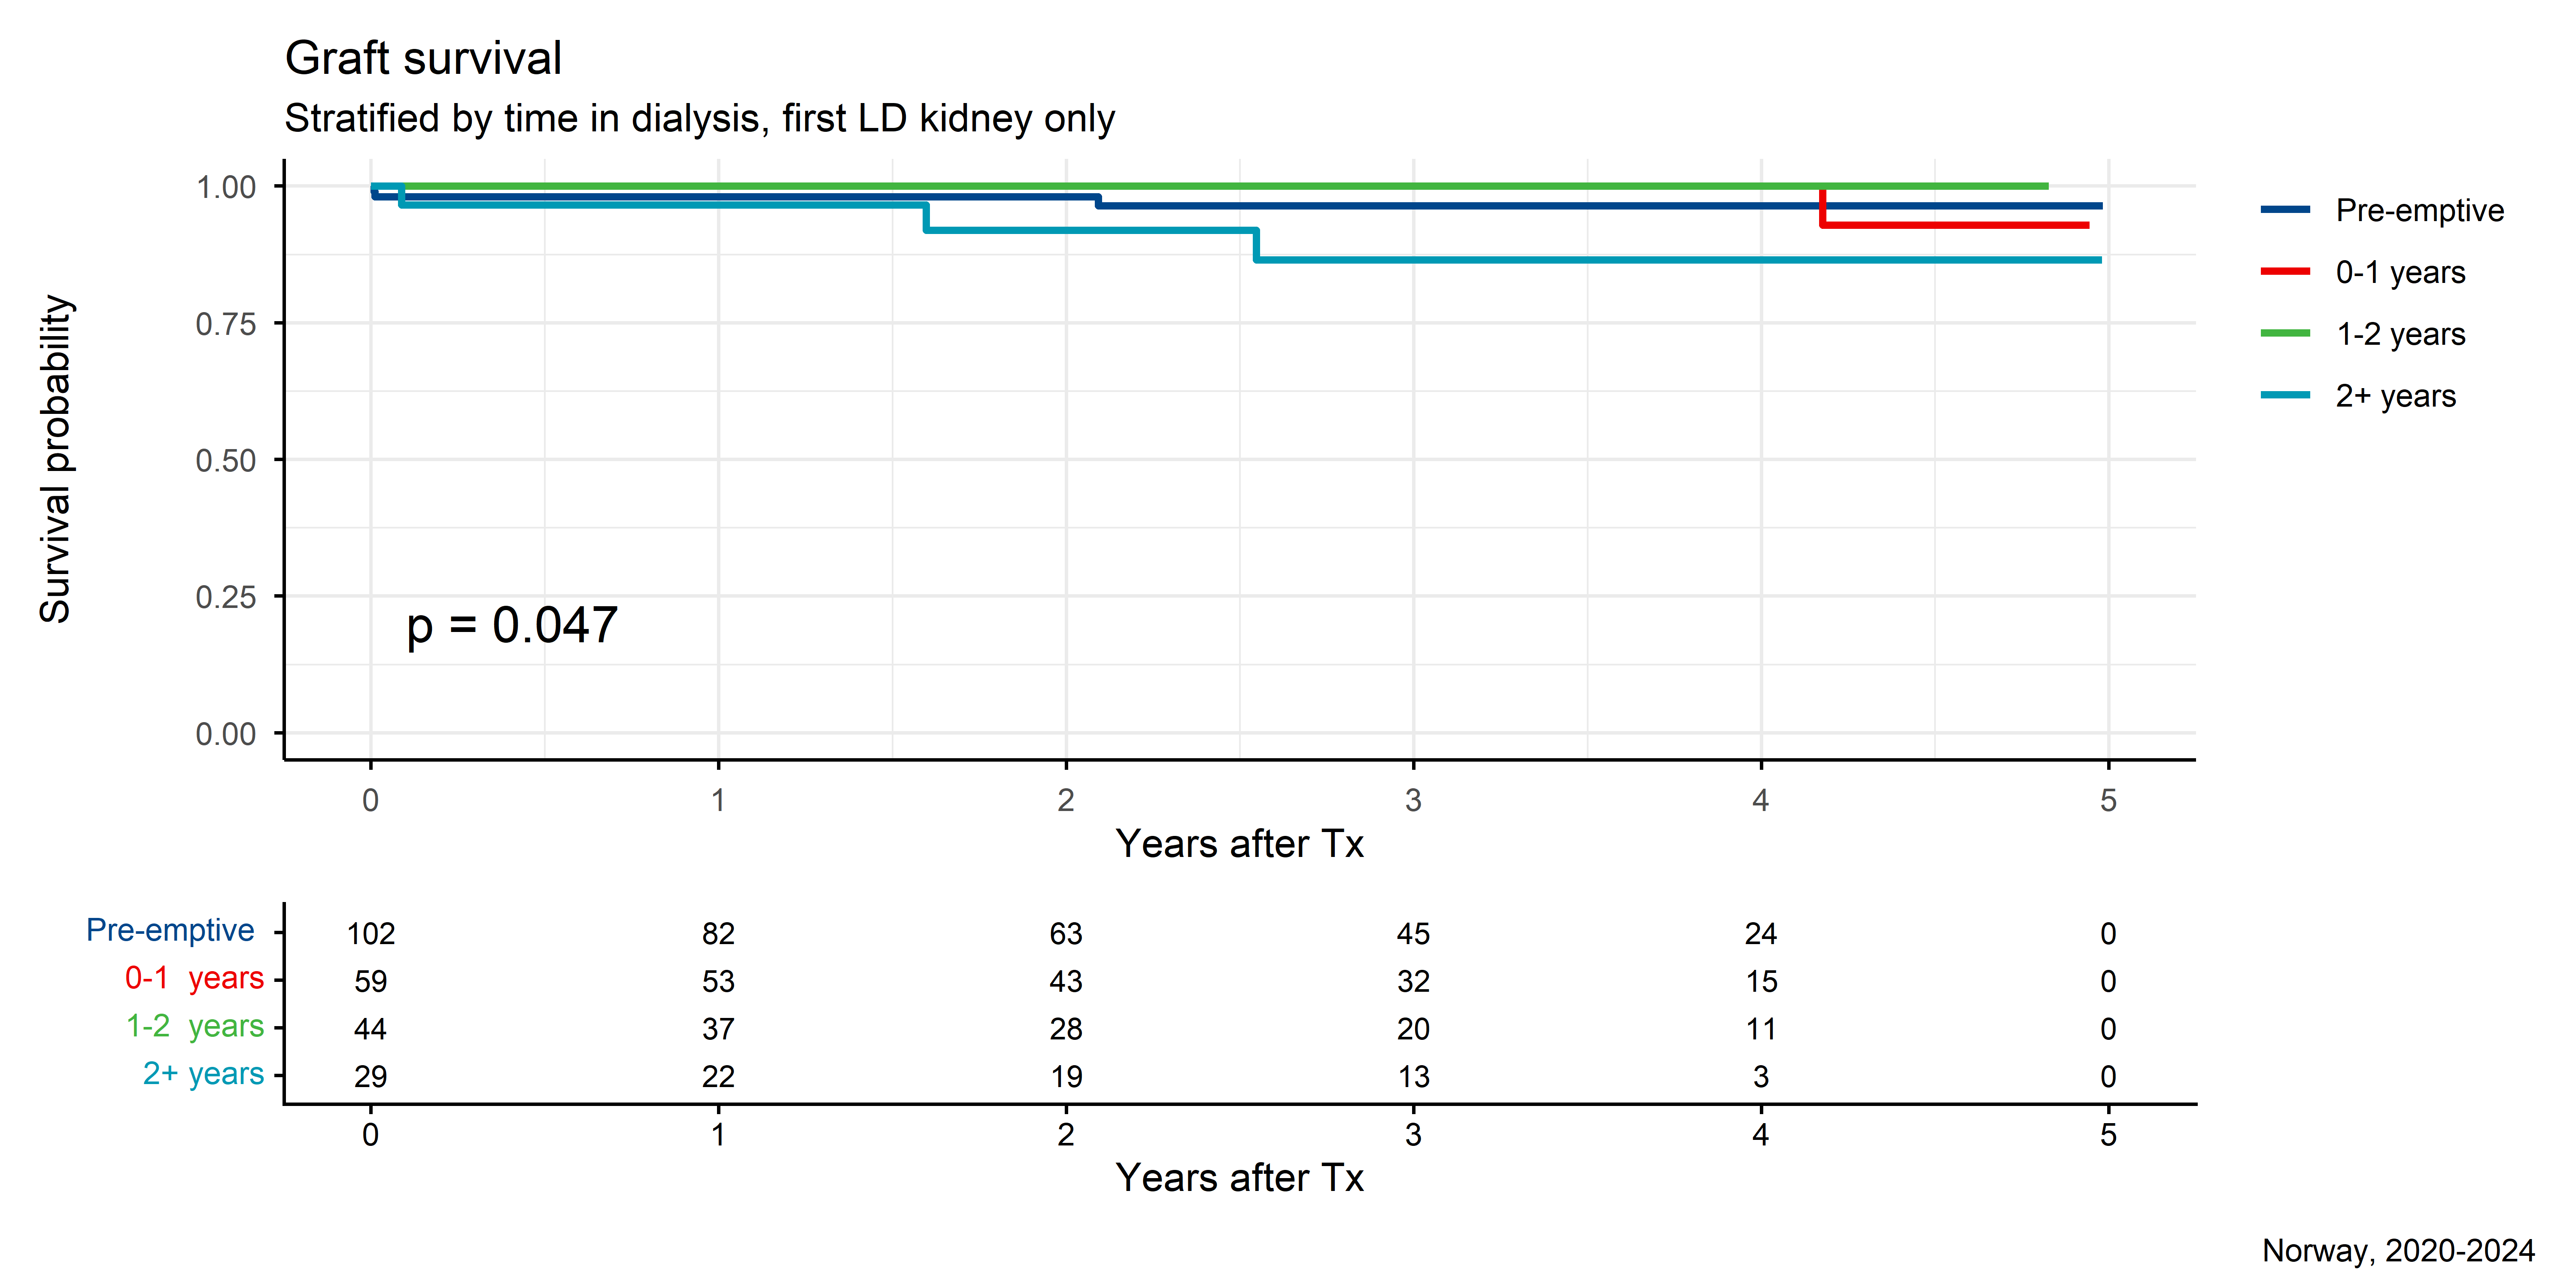 Graft survival
Stratified by time in dialysis, first LD kidney only
Survival probability
1.00
0.75
0.50
0.25
0.00
p = 0.047
0 1 2 3 4 5
Years after Tx
Pre-emptive
0-1 years
1-2 years
2+ years
Pre-emptive 102 82 63 45 24 0
0-1 years 59 53 43 32 15 0
1-2 years 44 37 28 20 11 0
2+ years 29 22 19 13 3 0
0 1 2 3 4 5
Years after Tx
Norway, 2020-2024